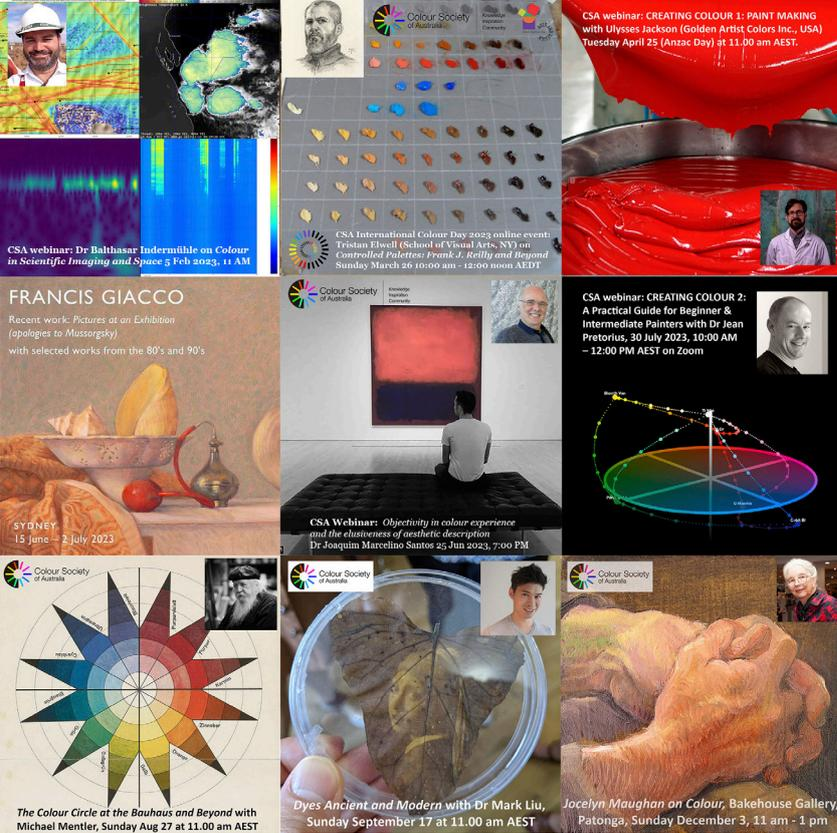 CSA webinar: Dr Balthasar Indermühle on Colour
in Scientific Imaging and Space 5 Feb 2023, 11 AM
Colour Society
of Australia
Knowledge
Inspiration
Community
CSA International Colour Day 2023 online event:
Tristan Elwell (School of Visual Arts, NY) on
Controlled Palettes: Frank J. Reilly and Beyond
Sunday March 26 10:00 am - 12:00 noon AEDT
CSA webinar: CREATING COLOUR 1: PAINT MAKING
with Ulysses Jackson (Golden Artist Colors Inc., USA)
Tuesday April 25 (Anzac Day) at 11.00 am AEST.
FRANCIS GIACCO
Recent work: Pictures at an Exhibition
(apologies to Mussorgsky)
with selected works from the 80's and 90's
SYDNEY
15 June – 2 July 2023
Colour Society
of Australia
Knowledge
Inspiration
Community
CSA Webinar: Objectivity in colour experience
and the elusiveness of aesthetic description
Dr Joaquim Marcelino Santos 25 Jun 2023, 7:00 PM
CSA webinar: CREATING COLOUR 2:
A Practical Guide for Beginner &
Intermediate Painters with Dr Jean
Pretorius, 30 July 2023, 10:00 AM
– 12:00 PM AEST on Zoom
Colour Society
of Australia
Purpur
Karmin
Zinnober
The Colour Circle at the Bauhaus and Beyond with
Michael Mentler, Sunday Aug 27 at 11.00 am AEST
Colour Society
of Australia
Dyes Ancient and Modern with Dr Mark Liu,
Sunday September 17 at 11.00 am AEST
Colour Society
of Australia
Jocelyn Maughan on Colour, Bakehouse Gallery,
Patonga, Sunday December 3, 11 am - 1 pm